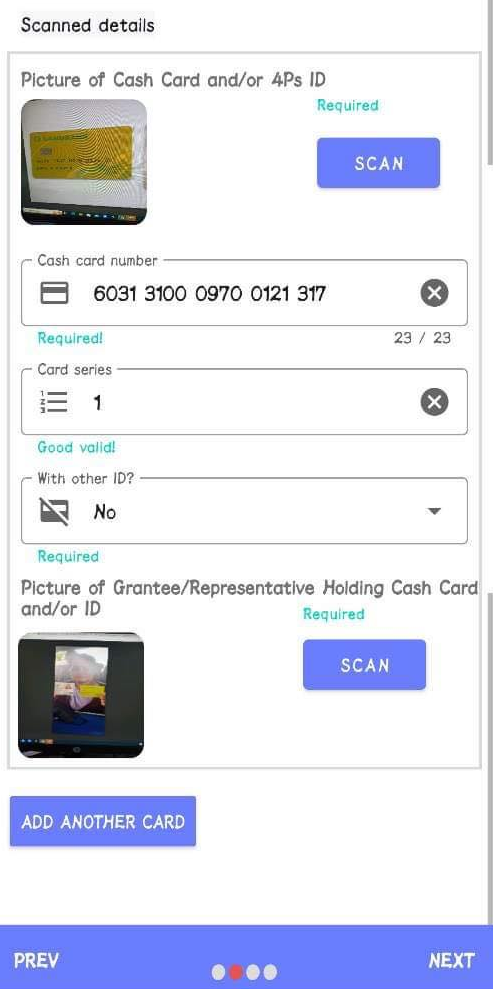 Scanned details
Picture of Cash Card and/or 4Ps ID
Required
SCAN
Cash card number
6031 3100 0970 0121 317
Required!
23 / 23
Card series
1
Good valid!
With other ID?
No
Required
Picture of Grantee/Representative Holding Cash Card
and/or ID
Required
SCAN
ADD ANOTHER CARD
PREV
NEXT